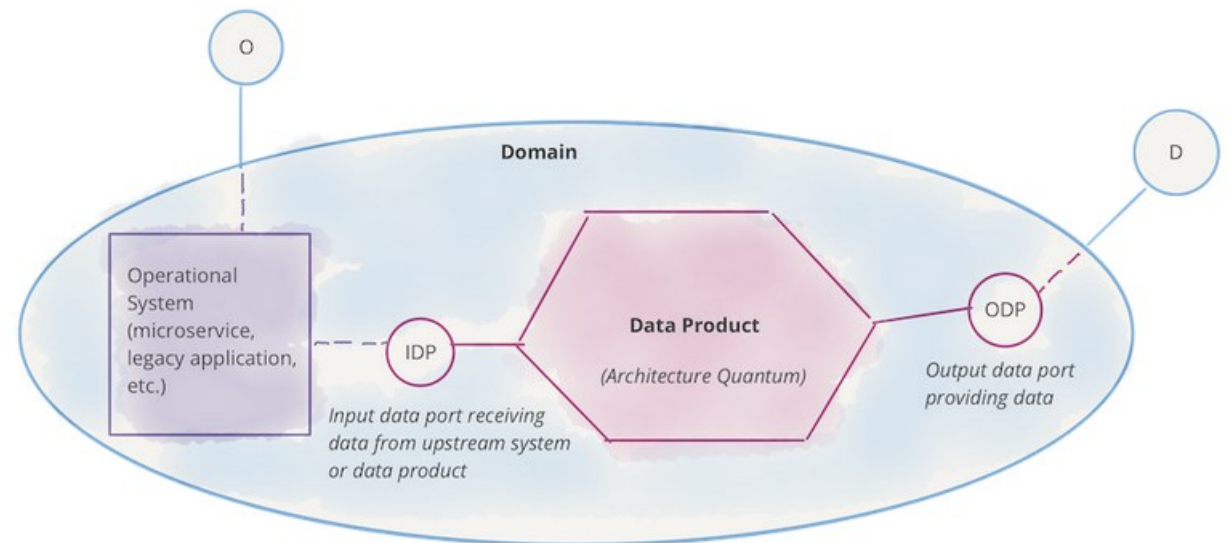 O
Domain
D
Operational
System
(microservice,
legacy application,
etc.)
IDP
Input data port receiving
data from upstream system
or data product
Data Product
(Architecture Quantum)
ODP
Output data port
providing data